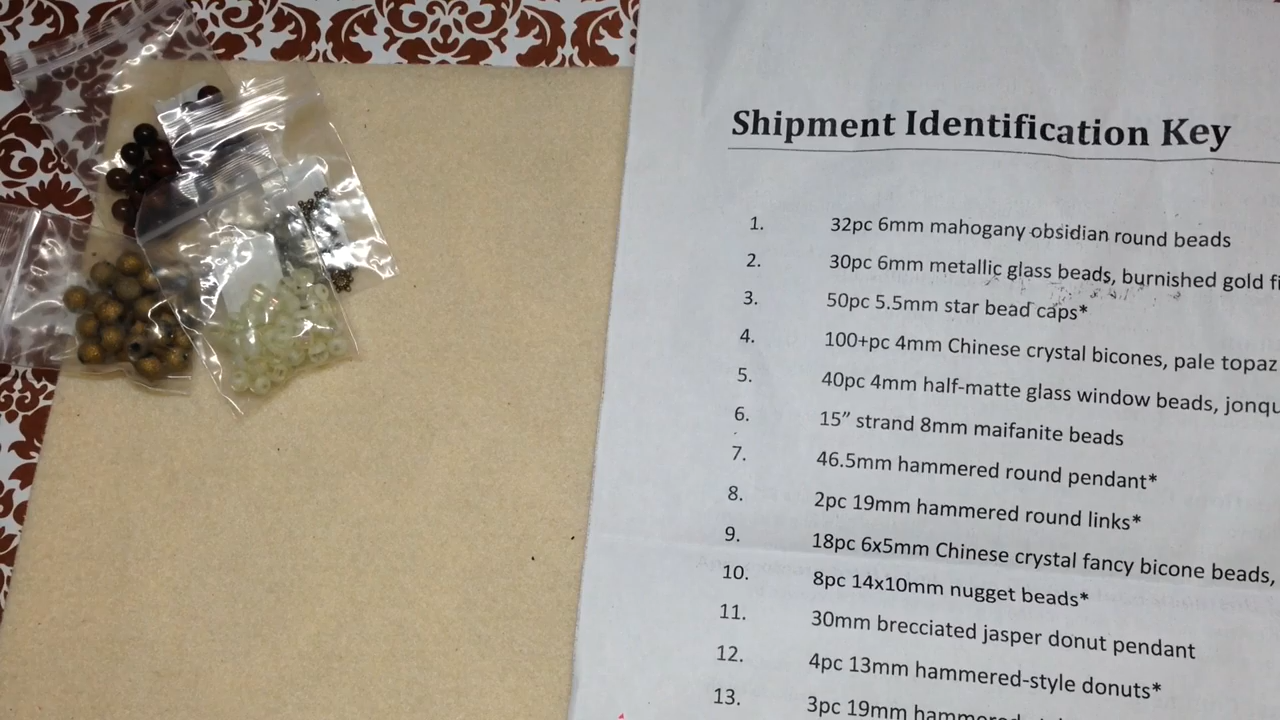 Shipment Identification Key
1. 32pc 6mm mahogany obsidian round beads
2. 30pc 6mm metallic glass beads, burnished gold
3. 50pc 5.5mm star bead caps*
4. 100+pc 4mm Chinese crystal bicones, pale topaz
5. 40pc 4mm half-matte glass window beads,
6. 15” strand 8mm maifanite beads
7. 46.5mm hammered round pendant*
8. 2pc 19mm hammered round links*
9. 18pc 6x5mm Chinese crystal fancy bicone beads,
10. 8pc 14x10mm nugget beads*
11. 30mm brecciated jasper donut pendant
12. 4pc 13mm hammered-style donuts*
13. 3pc 19mm